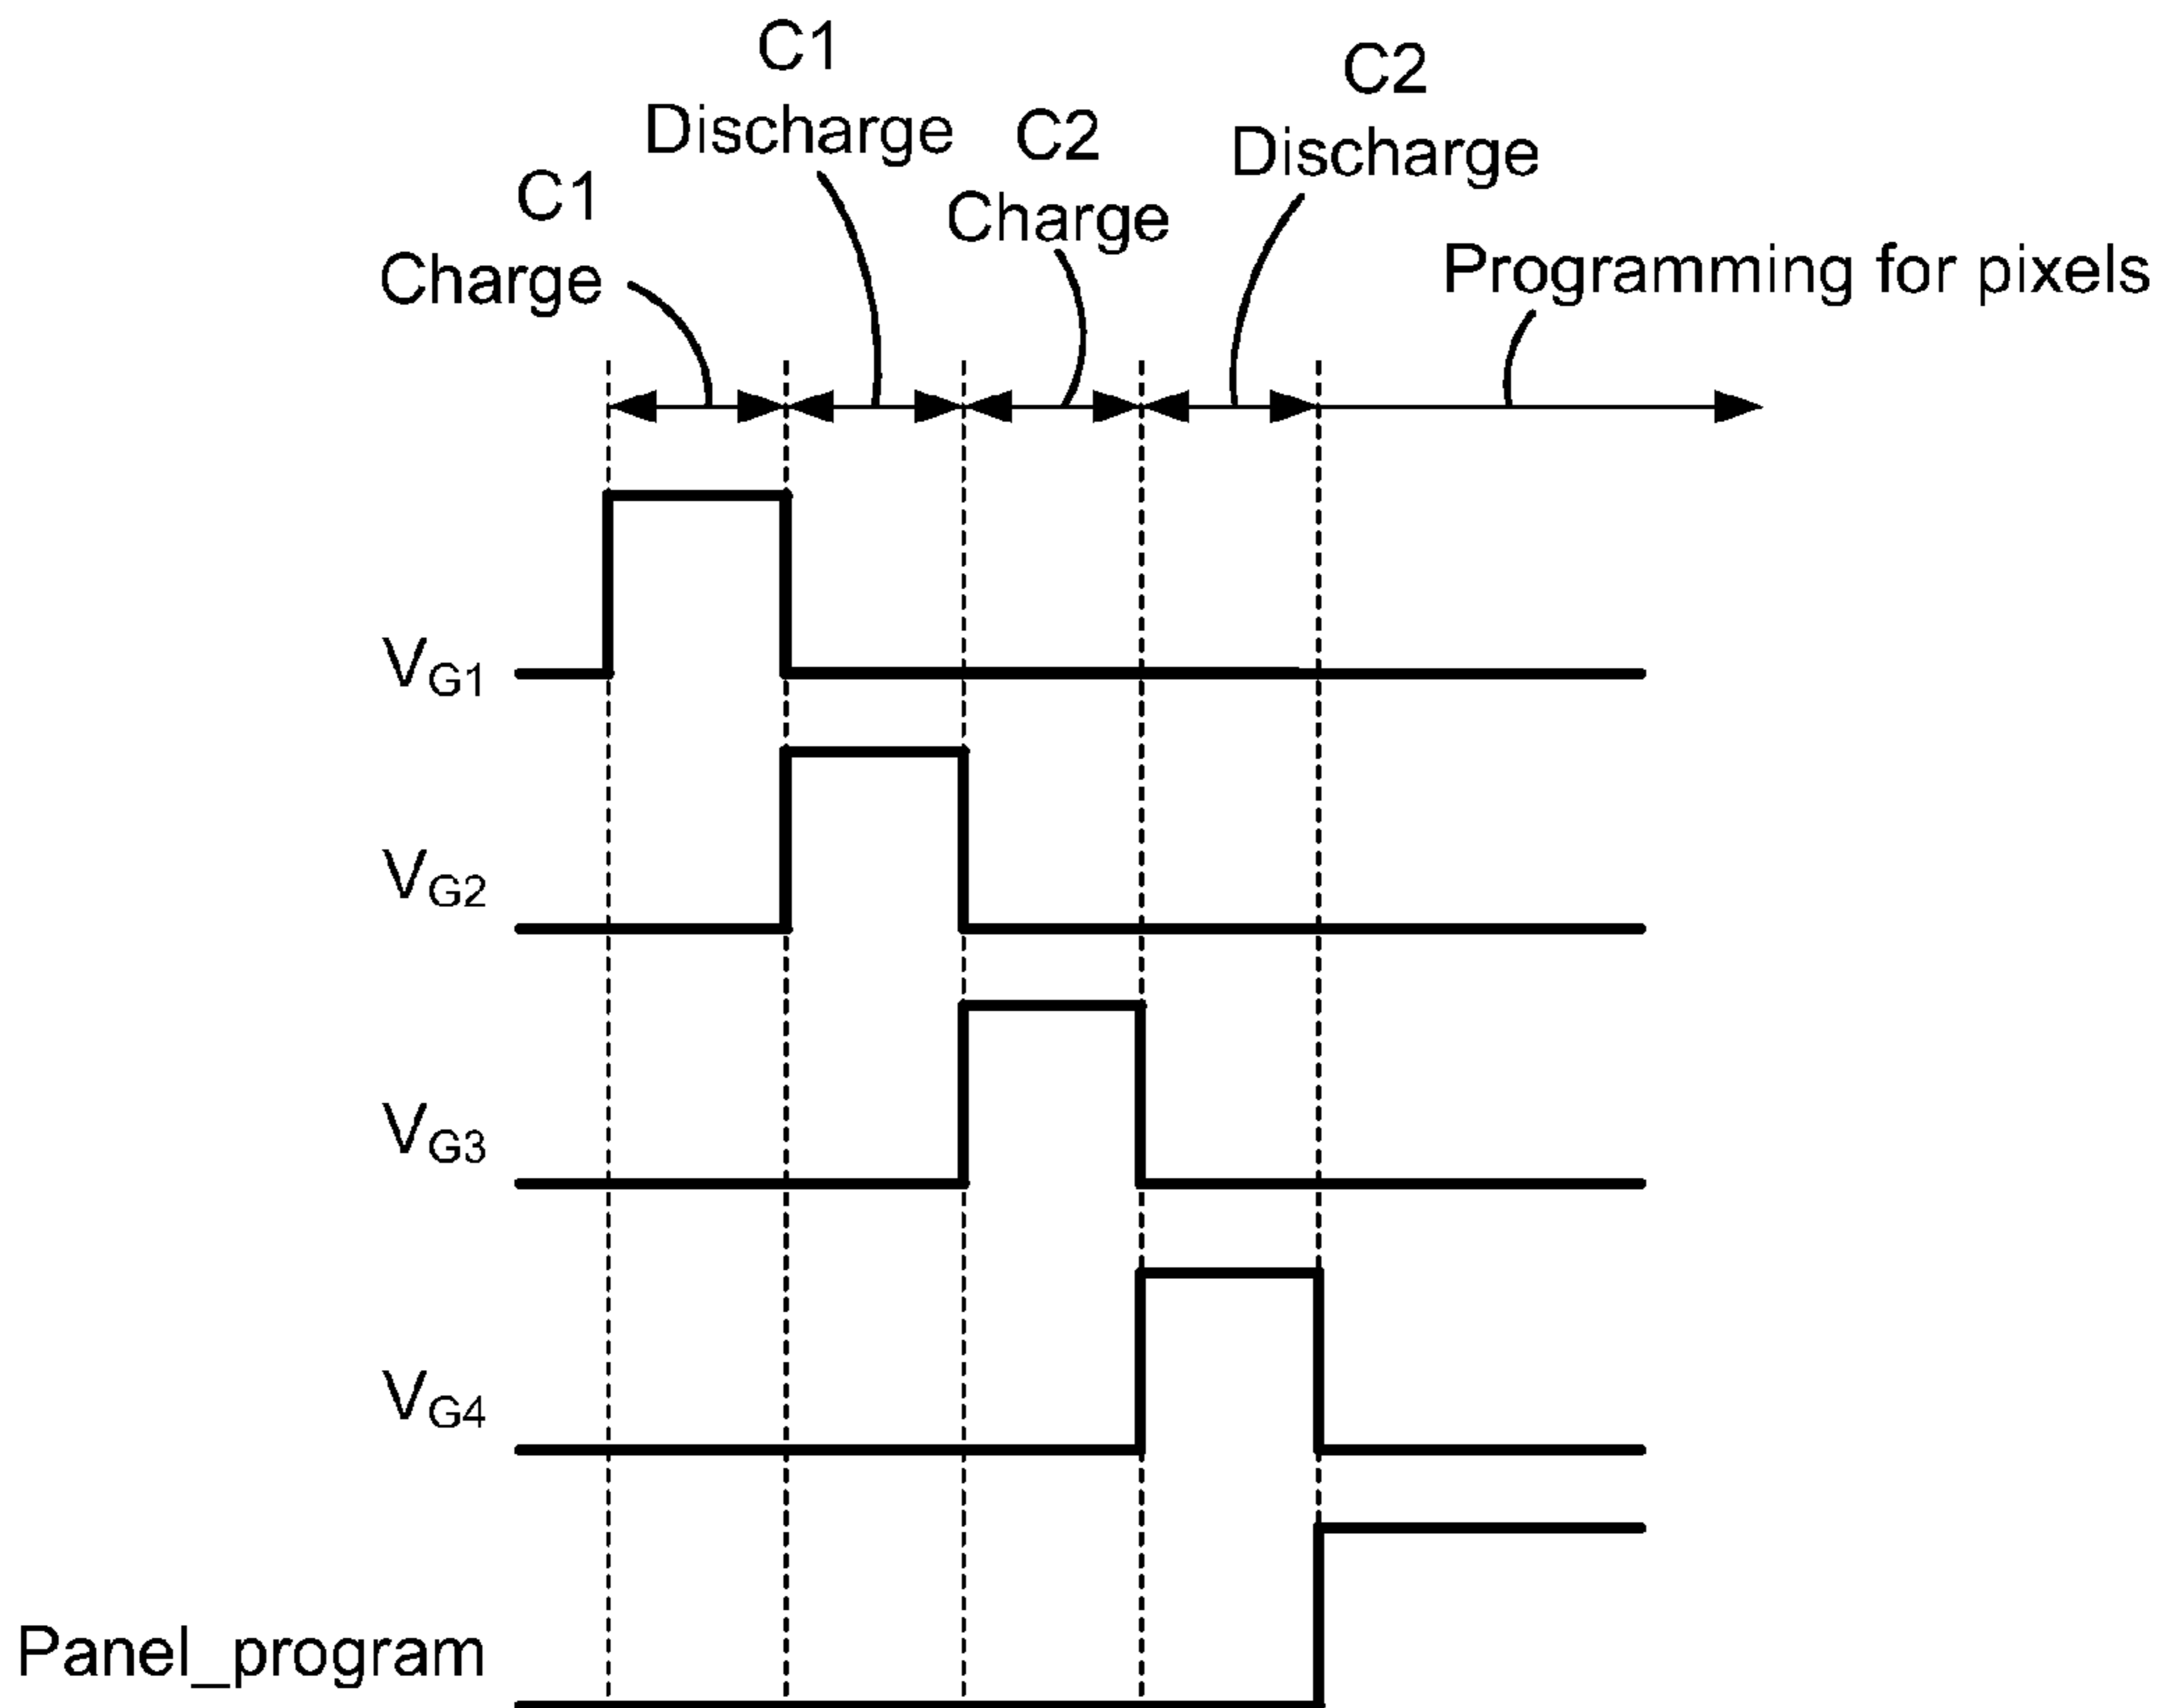 C1
Charge
C1
Discharge
C2
Charge
C2
Discharge
Programming for pixels
VG1
VG2
VG3
VG4
Panel_program